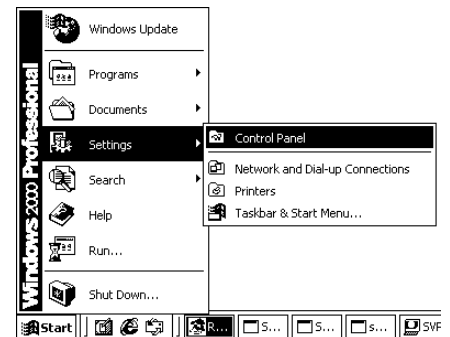 Windows 2000 Professional
Windows Update
Programs
Documents
Settings
Search
Help
Run...
Shut Down...
Control Panel
Network and Dial-up Connections
Printers
Taskbar & Start Menu...
Start
R...
S...
S...
s...
SVF